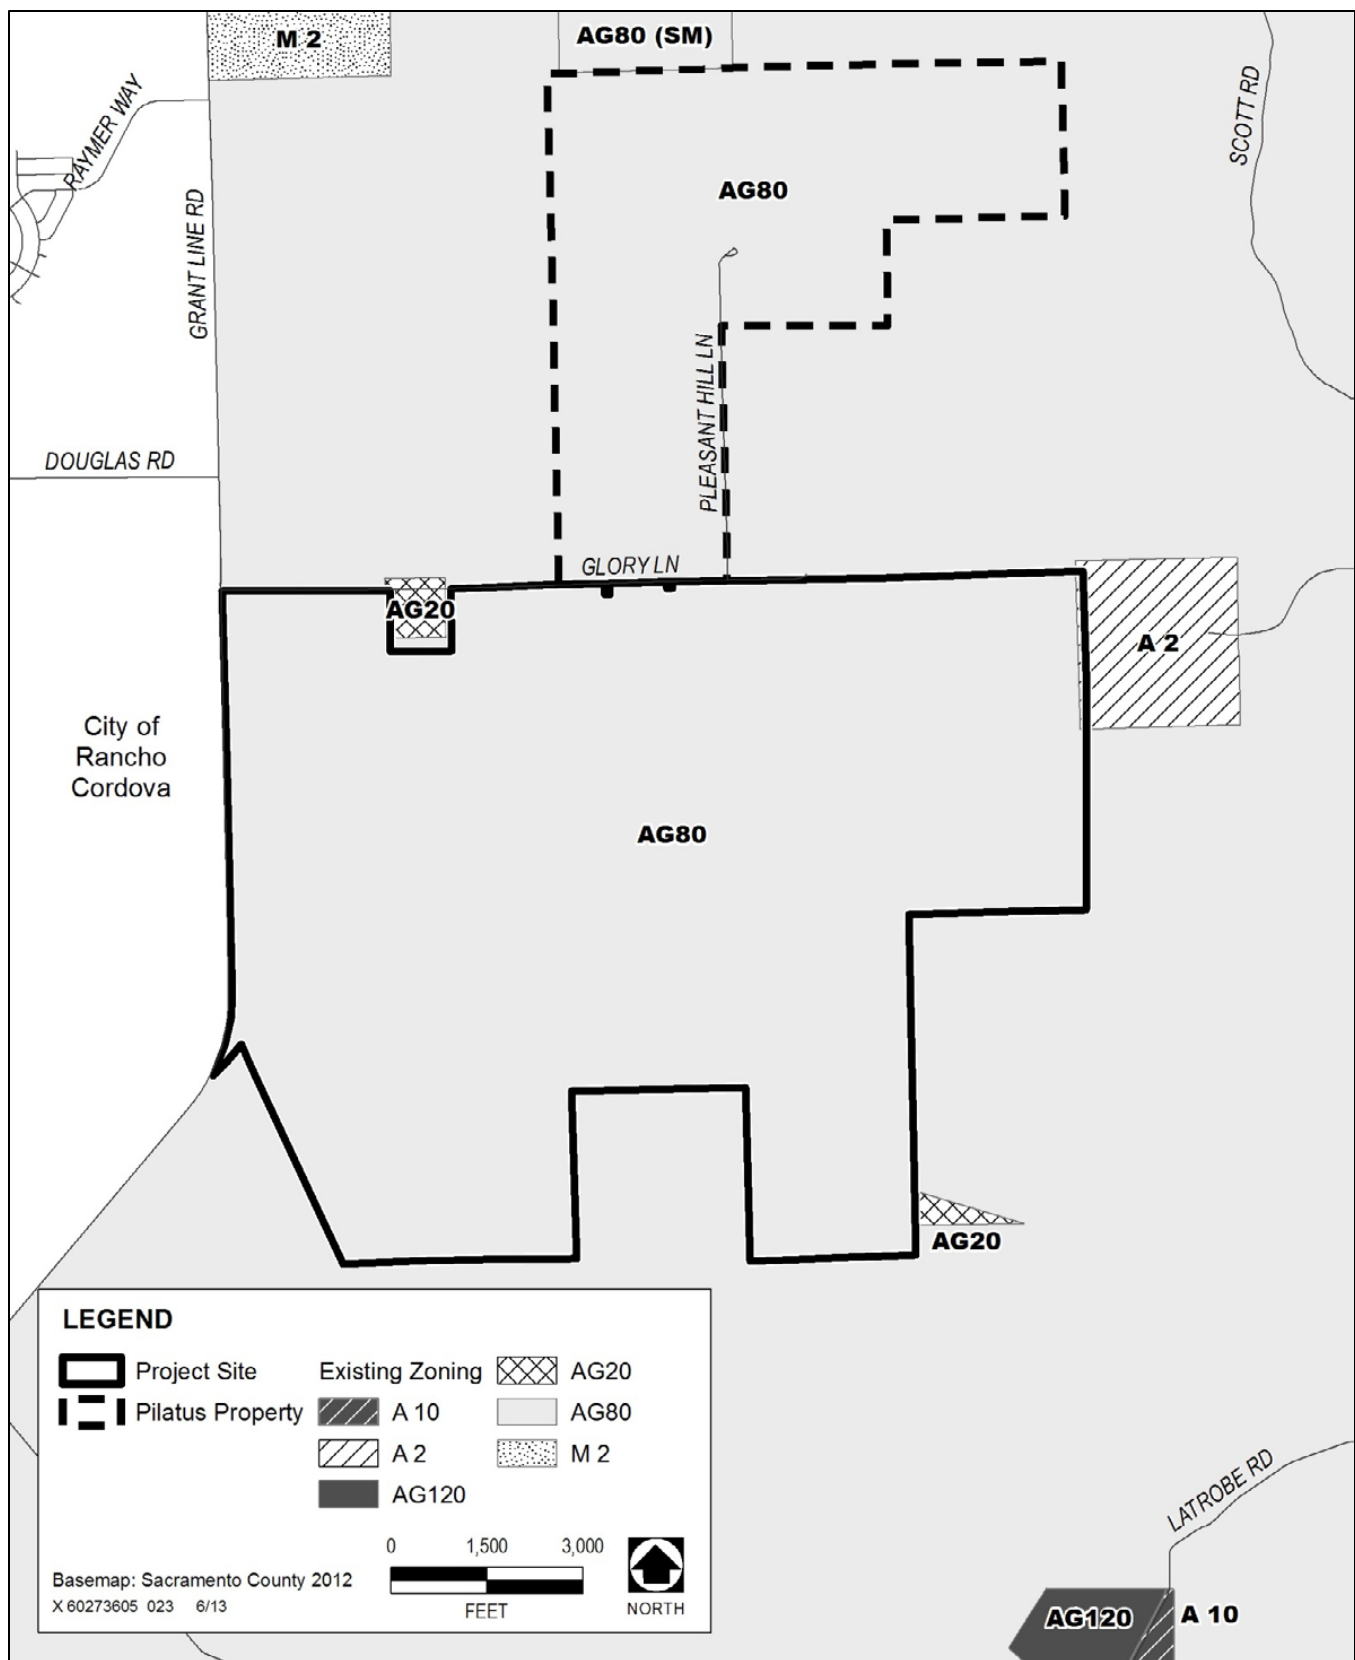 M 2
AG80 (SM)
RAYMER WAY
SCOTT RD
GRANT LINE RD
AG80
PLEASANT HILL LN
DOUGLAS RD
GLORY LN
AG20
A 2
City of
Rancho
Cordova
AG80
AG20
LEGEND
Project Site
Pilatus Property
Existing Zoning
A 10
A 2
AG120
AG20
AG80
M 2
0 1,500 3,000
FEET
NORTH
Basemap: Sacramento County 2012
X 60273605 023 6/13
LATROBE RD
AG120
A 10